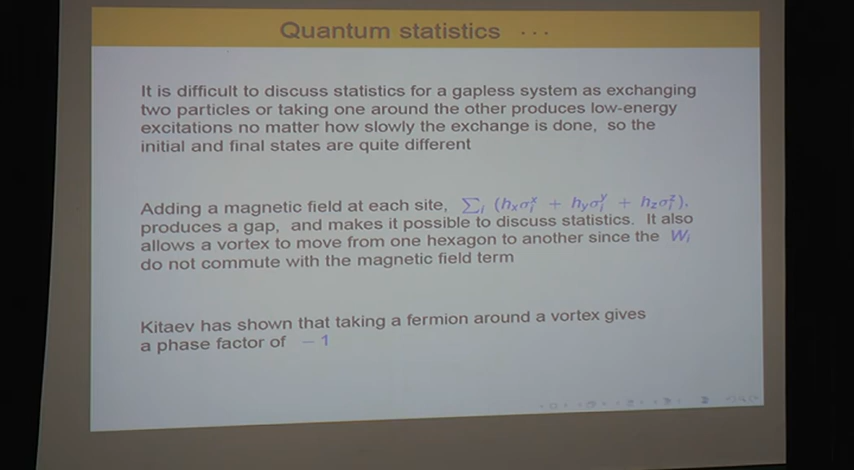 Quantum statistics ...
It is difficult to discuss statistics for a gapless system as exchanging
two particles or taking one around the other produces low-energy
excitations no matter how slowly the exchange is done, so the
initial and final states are quite different
Adding a magnetic field at each site, ∑ᵢ (hₓσᵢˣ + h_yσᵢʸ + h_zσᵢᶻ),
produces a gap, and makes it possible to discuss statistics. It also
allows a vortex to move from one hexagon to another since the Wᵢ
do not commute with the magnetic field term
Kitaev has shown that taking a fermion around a vortex gives
a phase factor of − 1